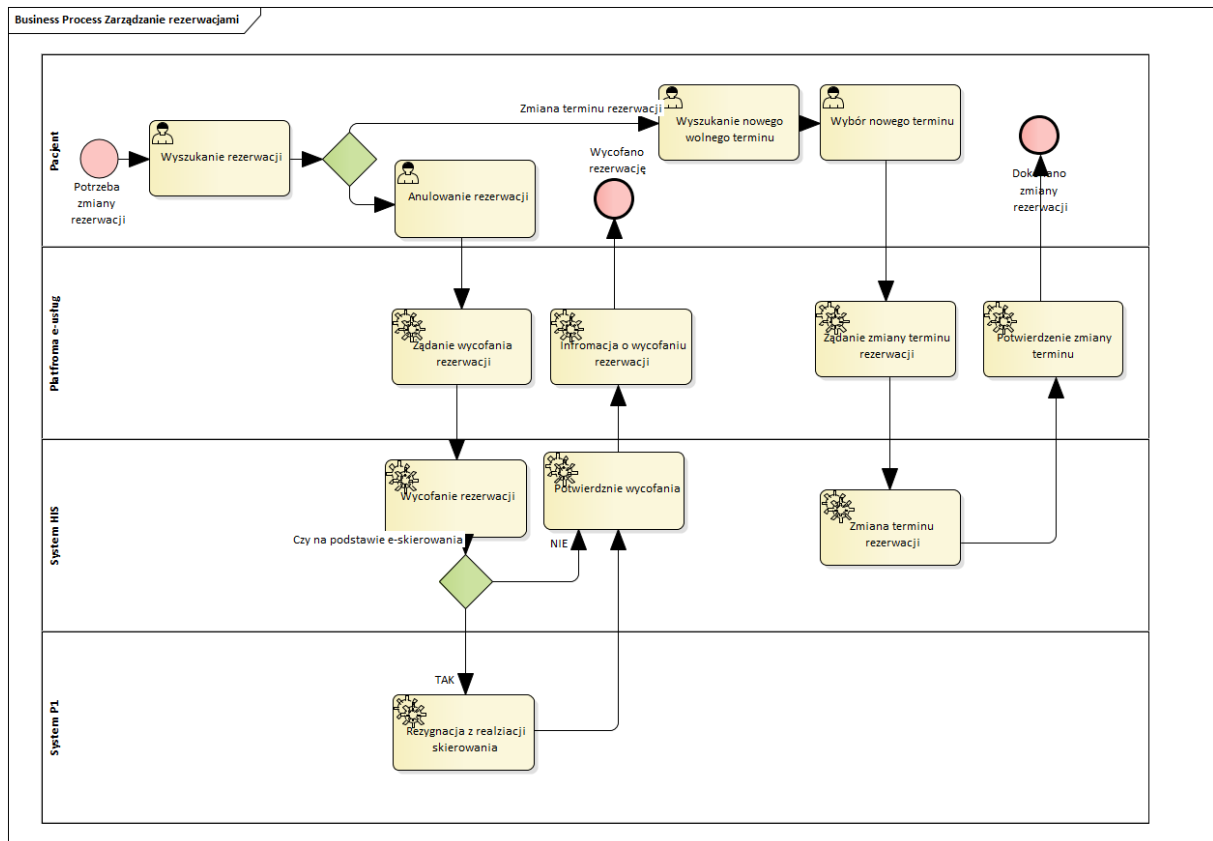 Business Process Zarządzanie rezerwacjami
Pacjent
Potrzeba
zmiany
rezerwacji
Wyszukanie rezerwacji
Zmiana terminu rezerwacji
Anulowanie rezerwacji
Wycofano
rezerwację
Wyszukanie nowego
wolnego terminu
Wybór nowego terminu
Dokonano
zmiany
rezerwacji
Platfroma e-usług
Żądanie wycofania
rezerwacji
Infromacja o wycofaniu
rezerwacji
Żądanie zmiany terminu
rezerwacji
Potwierdzenie zmiany
terminu
System HIS
Wycofanie rezerwacji
Potwierdznie wycofania
Czy na podstawie e-skierowania
NIE
Zmiana terminu
rezerwacji
System P1
TAK
Rezygnacja z realziacji
skierowania